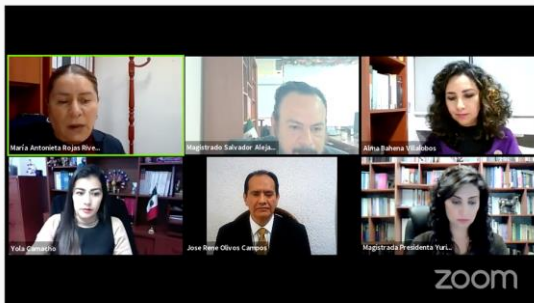 María Antonieta Rojas Rive...
Magistrado Salvador Aleja...
Alma Bahena Villalobos
Yola Camacho
Jose Rene Olivos Campos
Magistrada Presidenta Yuri...
zoom